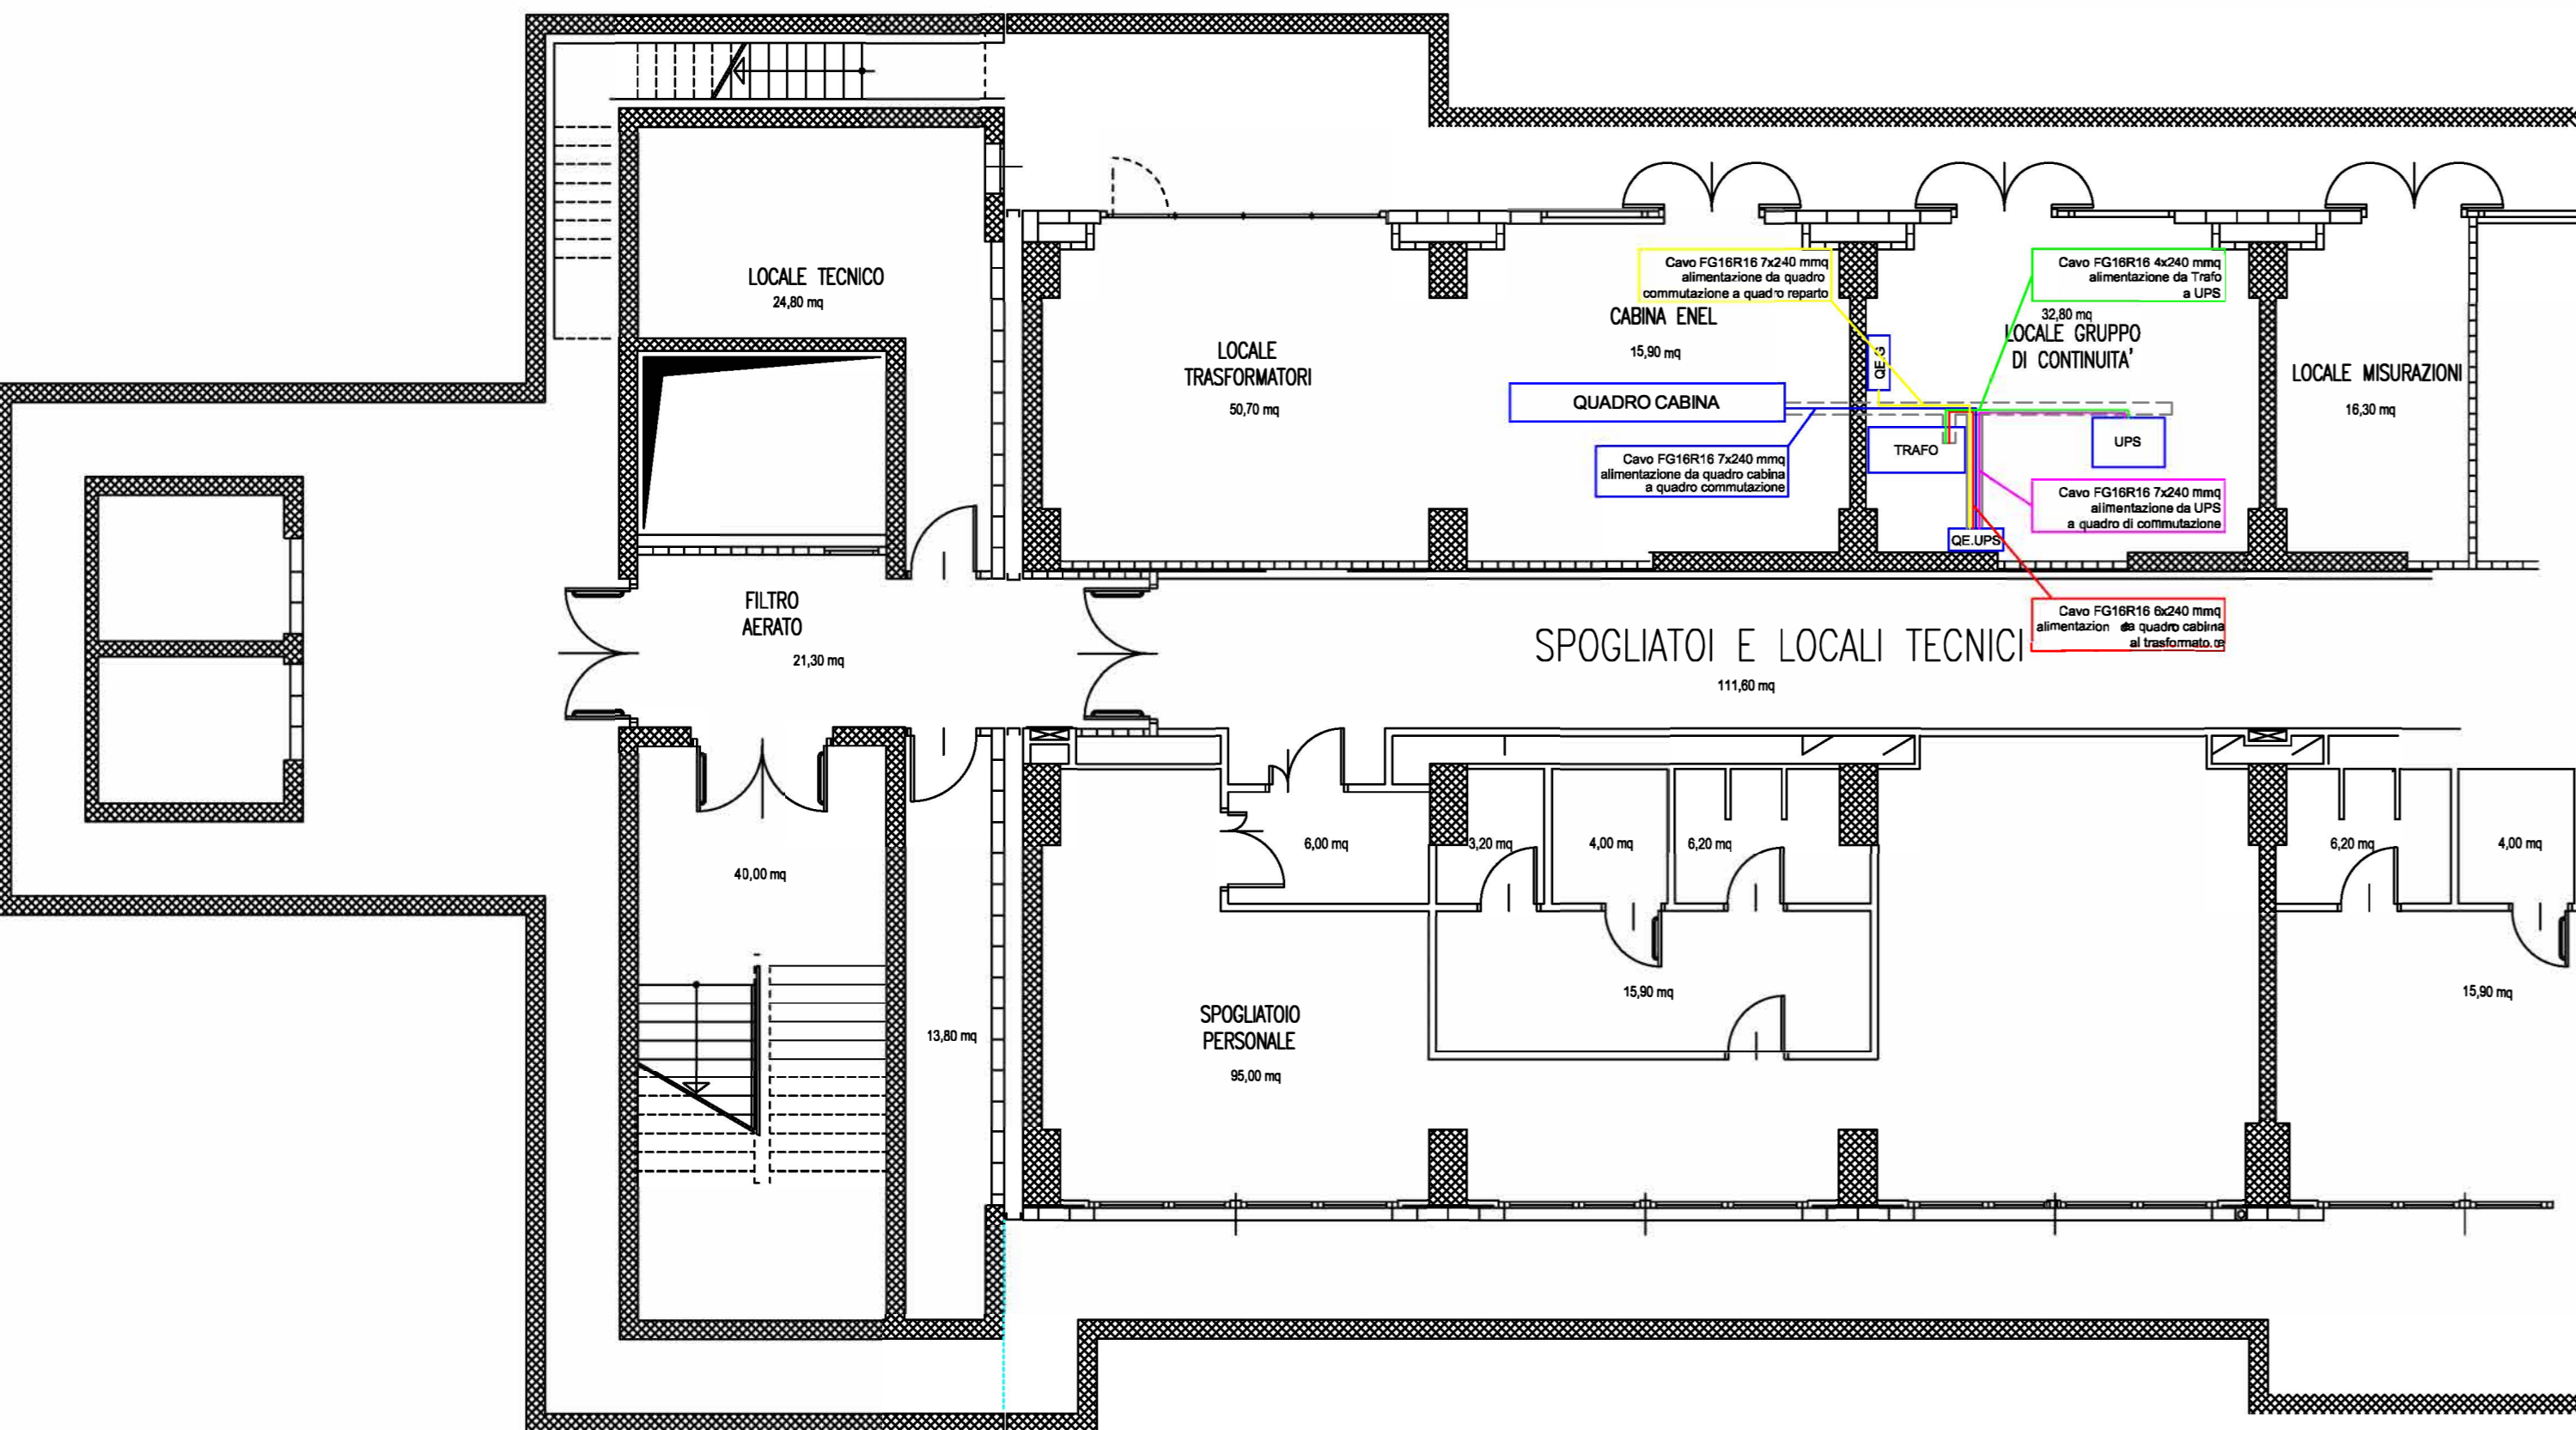 LOCALE TECNICO
24,80 mq
Cavo FG16R16 7x240 mmq
alimentazione da quadro
commutazione a quadro reparto
Cavo FG16R16 4x240 mmq
alimentazione da Trafo
a UPS
CABINA ENEL
15,90 mq
32,80 mq
LOCALE GRUPPO
DI CONTINUITA'
LOCALE
TRASFORMATORI
50,70 mq
QE.G
LOCALE MISURAZIONI
16,30 mq
QUADRO CABINA
TRAFO
UPS
Cavo FG16R16 7x240 mmq
alimentazione da quadro cabina
a quadro commutazione
Cavo FG16R16 7x240 mmq
alimentazione da UPS
a quadro di commutazione
QE.UPS
FILTRO
AERATO
21,30 mq
Cavo FG16R16 6x240 mmq
alimentazion ea quadro cabina
al trasformato.re
SPOGLIATOI E LOCALI TECNICI
111,60 mq
40,00 mq
6,00 mq
3,20 mq
4,00 mq
6,20 mq
6,20 mq
4,00 mq
15,90 mq
15,90 mq
13,80 mq
SPOGLIATOIO
PERSONALE
95,00 mq